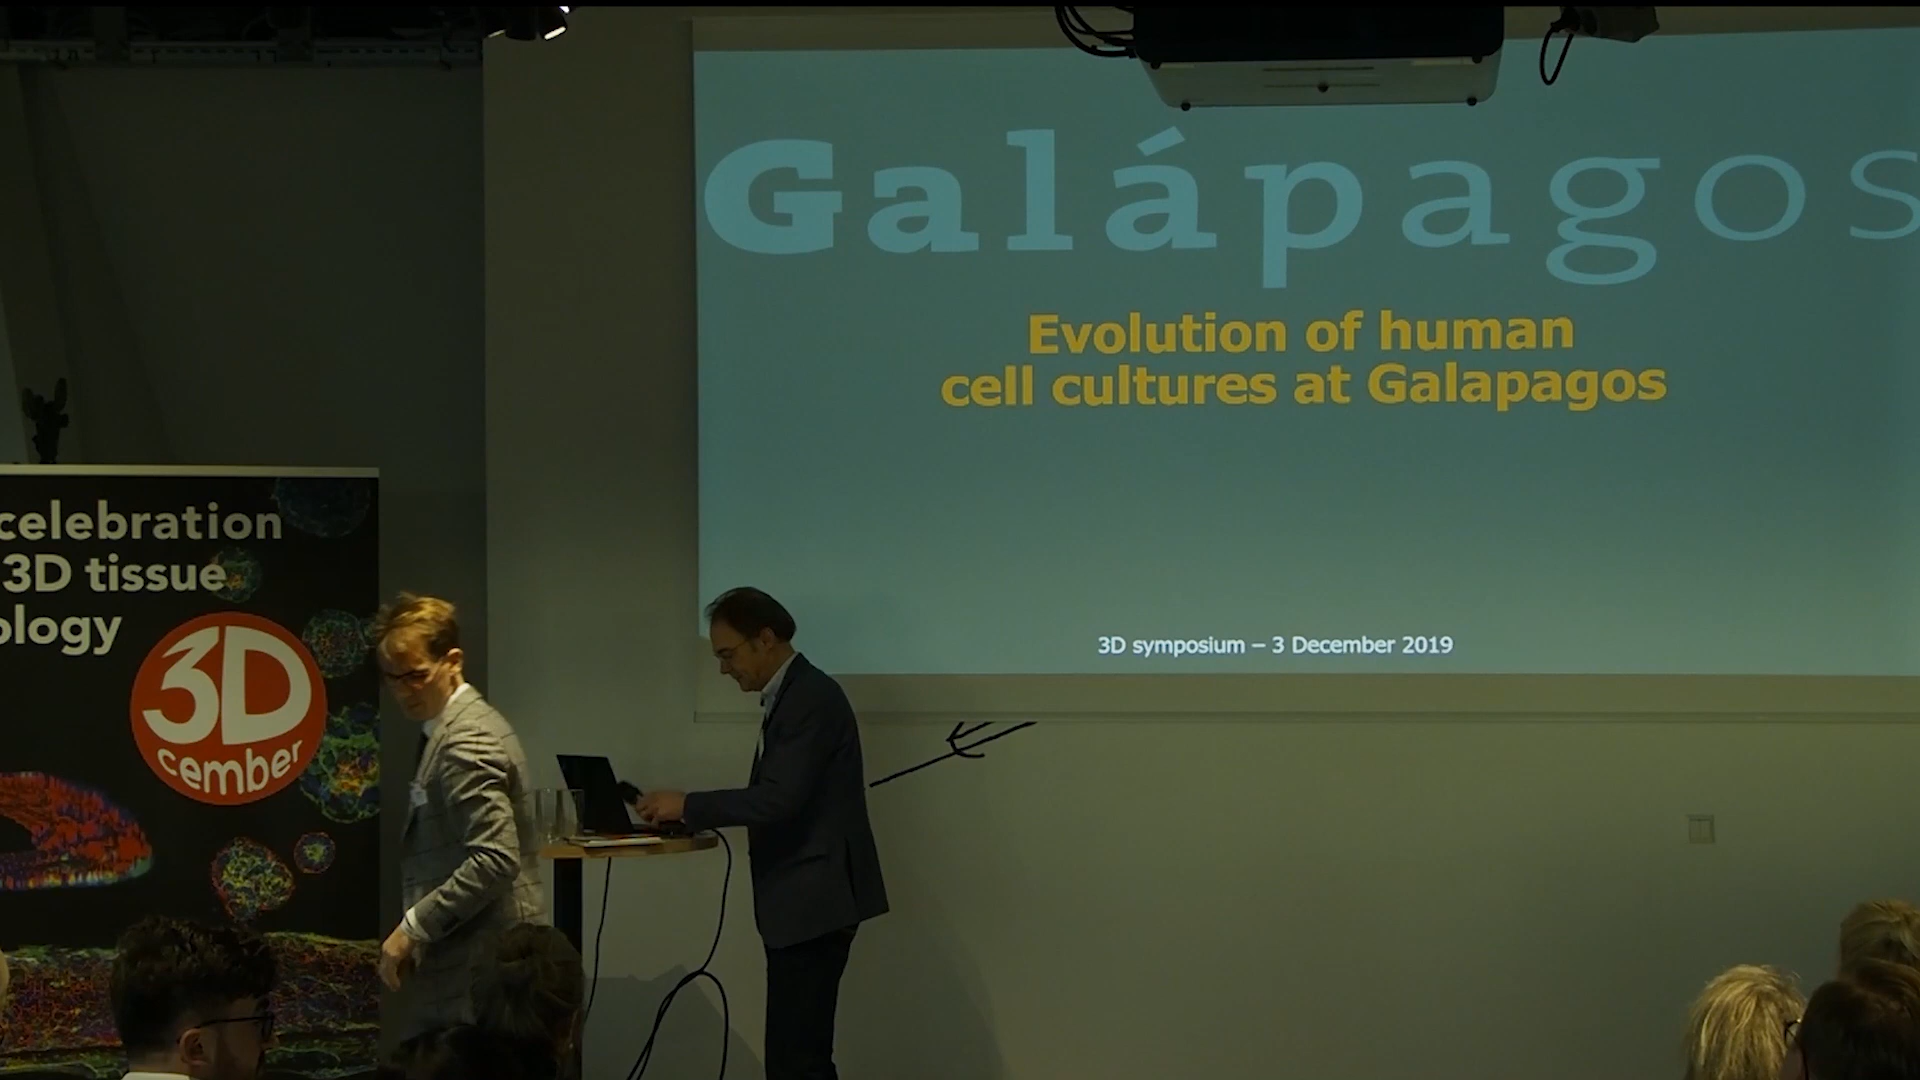 Galápagos
Evolution of human
cell cultures at Galapagos
3D symposium – 3 December 2019
celebration
3D tissue
ology
3D
cember